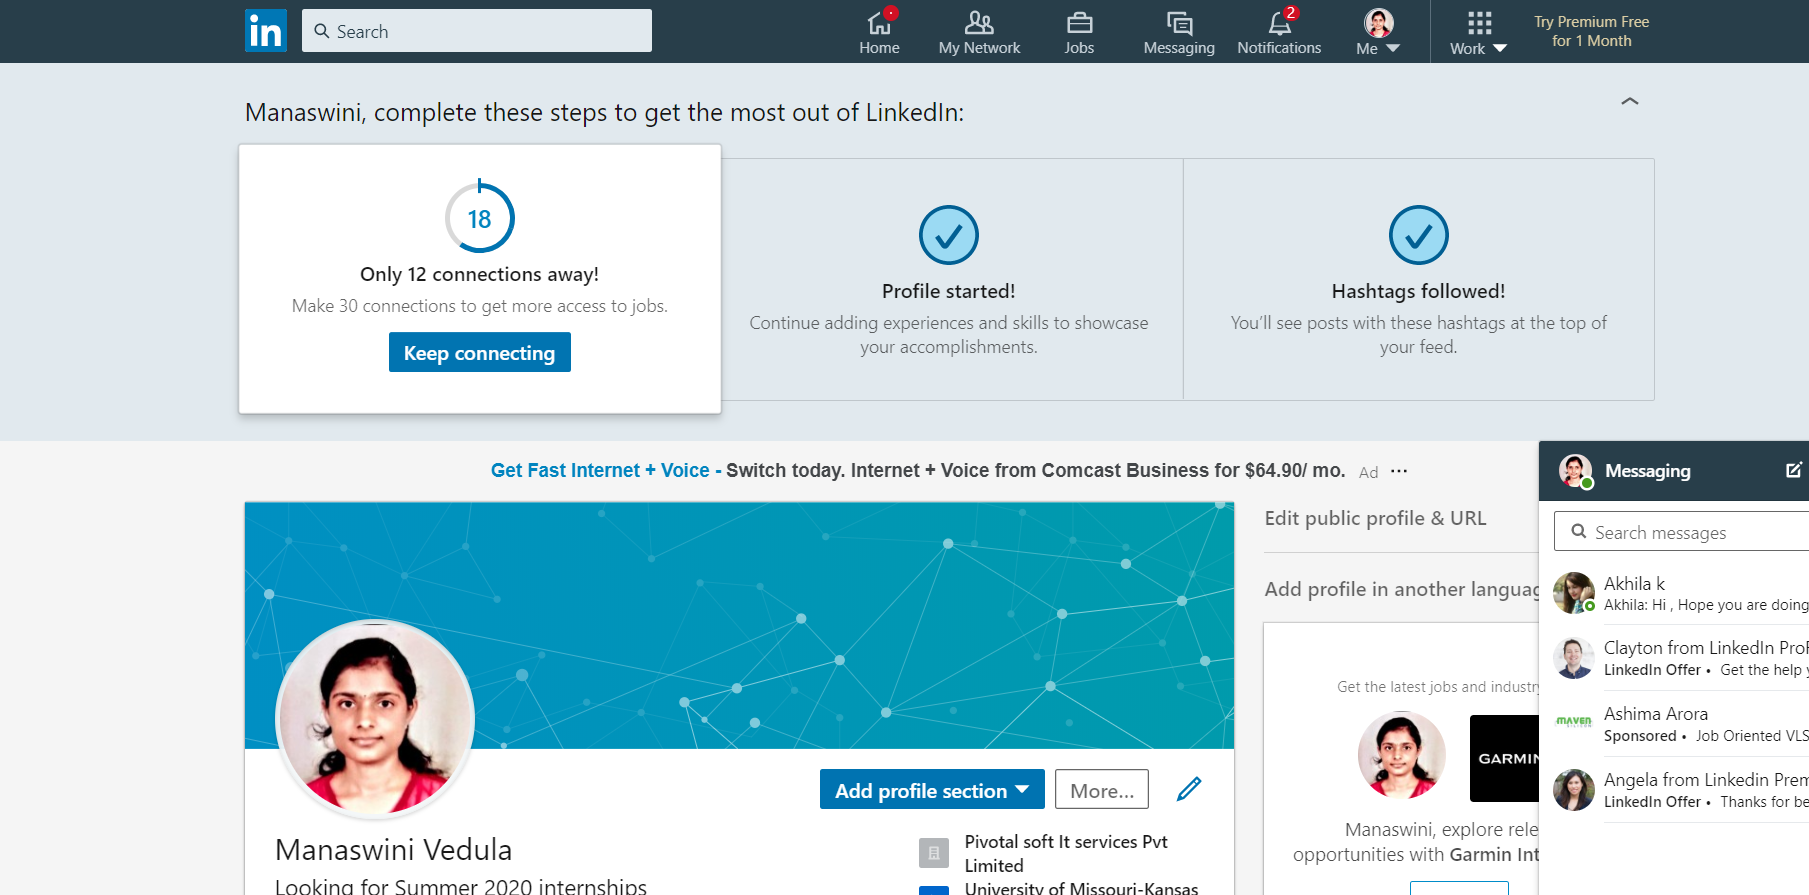 in
Search
Home
My Network
Jobs
Messaging
2
Notifications
Me
Work
Try Premium Free
for 1 Month
Manaswini, complete these steps to get the most out of LinkedIn:
18
Only 12 connections away!
Make 30 connections to get more access to jobs.
Keep connecting
Profile started!
Continue adding experiences and skills to showcase
your accomplishments.
Hashtags followed!
You’ll see posts with these hashtags at the top of
your feed.
Get Fast Internet + Voice - Switch today. Internet + Voice from Comcast Business for $64.90/ mo. Ad ···
Add profile section
More...
Manaswini Vedula
Looking for Summer 2020 internships
Pivotal soft It services Pvt
Limited
University of Missouri-Kansas
Edit public profile & URL
Add profile in another languag
Get the latest jobs and industry
GARMIN
Manaswini, explore rele
opportunities with Garmin Int
Messaging
Search messages
Akhila k
Akhila: Hi , Hope you are doing
Clayton from LinkedIn Prof
LinkedIn Offer • Get the help y
MAVEN
SILICON
Ashima Arora
Sponsored • Job Oriented VLS
Angela from Linkedin Prem
LinkedIn Offer • Thanks for be